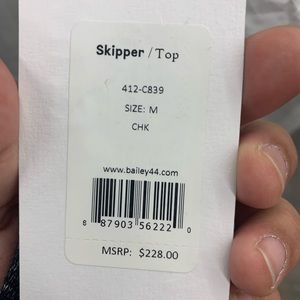 Skipper / Top
412-C839
SIZE: M
CHK
www.bailey44.com
8 87903 56222 0
MSRP: $228.00